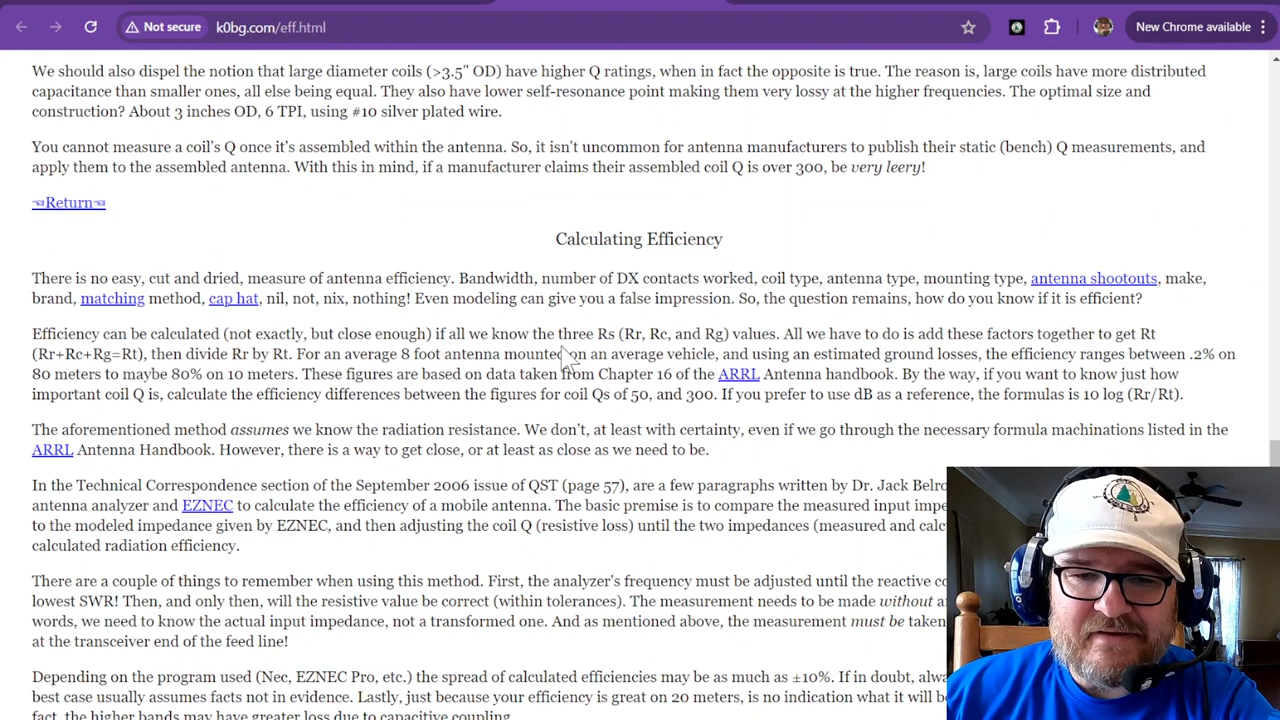 Not secure
k0bg.com/eff.html
New Chrome available
We should also dispel the notion that large diameter coils (>3.5" OD) have higher Q ratings, when in fact the opposite is true. The reason is, large coils have more distributed
capacitance than smaller ones, all else being equal. They also have lower self-resonance point making them very lossy at the higher frequencies. The optimal size and
construction? About 3 inches OD, 6 TPI, using #10 silver plated wire.
You cannot measure a coil's Q once it's assembled within the antenna. So, it isn't uncommon for antenna manufacturers to publish their static (bench) Q measurements, and
apply them to the assembled antenna. With this in mind, if a manufacturer claims their assembled coil Q is over 300, be very leery!
☜Return☜
Calculating Efficiency
There is no easy, cut and dried, measure of antenna efficiency. Bandwidth, number of DX contacts worked, coil type, antenna type, mounting type, antenna shootouts, make,
brand, matching method, cap hat, nil, not, nix, nothing! Even modeling can give you a false impression. So, the question remains, how do you know if it is efficient?
Efficiency can be calculated (not exactly, but close enough) if all we know the three Rs (Rr, Rc, and Rg) values. All we have to do is add these factors together to get Rt
(Rr+Rc+Rg=Rt), then divide Rr by Rt. For an average 8 foot antenna mounted on an average vehicle, and using an estimated ground losses, the efficiency ranges between .2% on
80 meters to maybe 80% on 10 meters. These figures are based on data taken from Chapter 16 of the ARRL Antenna handbook. By the way, if you want to know just how
important coil Q is, calculate the efficiency differences between the figures for coil Qs of 50, and 300. If you prefer to use dB as a reference, the formulas is 10 log (Rr/Rt).
The aforementioned method assumes we know the radiation resistance. We don't, at least with certainty, even if we go through the necessary formula machinations listed in the
ARRL Antenna Handbook. However, there is a way to get close, or at least as close as we need to be.
In the Technical Correspondence section of the September 2006 issue of QST (page 57), are a few paragraphs written by Dr. Jack Belro
antenna analyzer and EZNEC to calculate the efficiency of a mobile antenna. The basic premise is to compare the measured input impe
to the modeled impedance given by EZNEC, and then adjusting the coil Q (resistive loss) until the two impedances (measured and calc
calculated radiation efficiency.
There are a couple of things to remember when using this method. First, the analyzer's frequency must be adjusted until the reactive co
lowest SWR! Then, and only then, will the resistive value be correct (within tolerances). The measurement needs to be made without a
words, we need to know the actual input impedance, not a transformed one. And as mentioned above, the measurement must be taken
at the transceiver end of the feed line!
Depending on the program used (Nec, EZNEC Pro, etc.) the spread of calculated efficiencies may be as much as ±10%. If in doubt, alwa
best case usually assumes facts not in evidence. Lastly, just because your efficiency is great on 20 meters, is no indication what it will b
fact, the higher bands may have greater loss due to capacitive coupling.